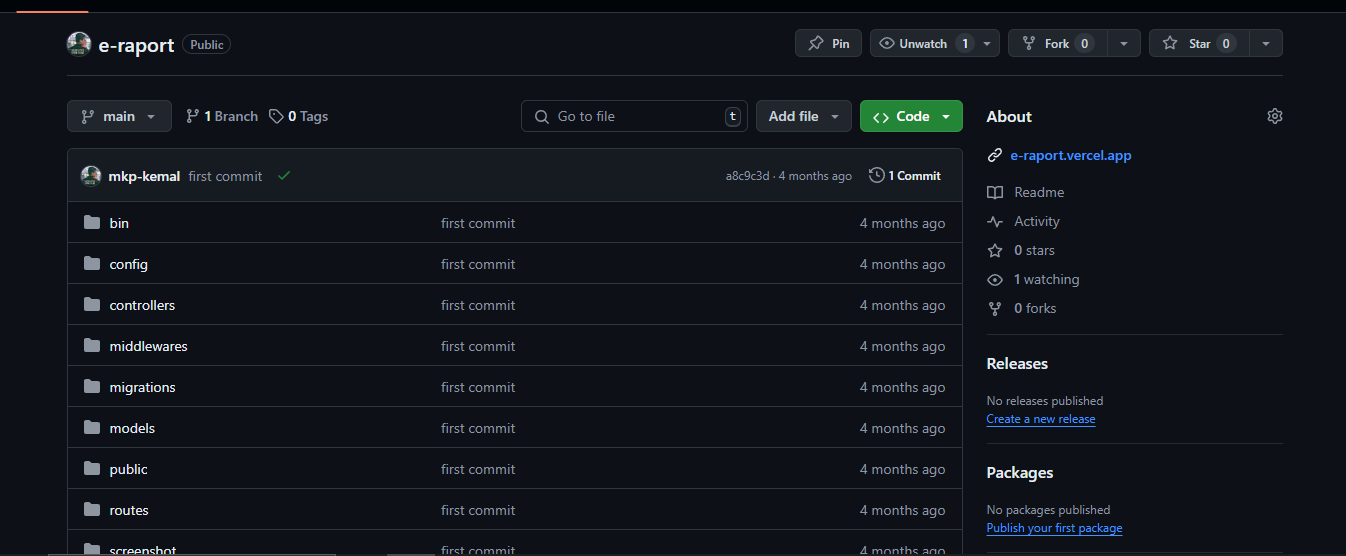 e-raport Public
Pin Unwatch 1 Fork 0 Star 0
main 1 Branch 0 Tags Go to file t Add file Code
mkp-kemal first commit a8c9c3d · 4 months ago 1 Commit
bin first commit 4 months ago
config first commit 4 months ago
controllers first commit 4 months ago
middlewares first commit 4 months ago
migrations first commit 4 months ago
models first commit 4 months ago
public first commit 4 months ago
routes first commit 4 months ago
screenshot first commit 4 months ago
About
e-raport.vercel.app
Readme
Activity
0 stars
1 watching
0 forks
Releases
No releases published
Create a new release
Packages
No packages published
Publish your first package